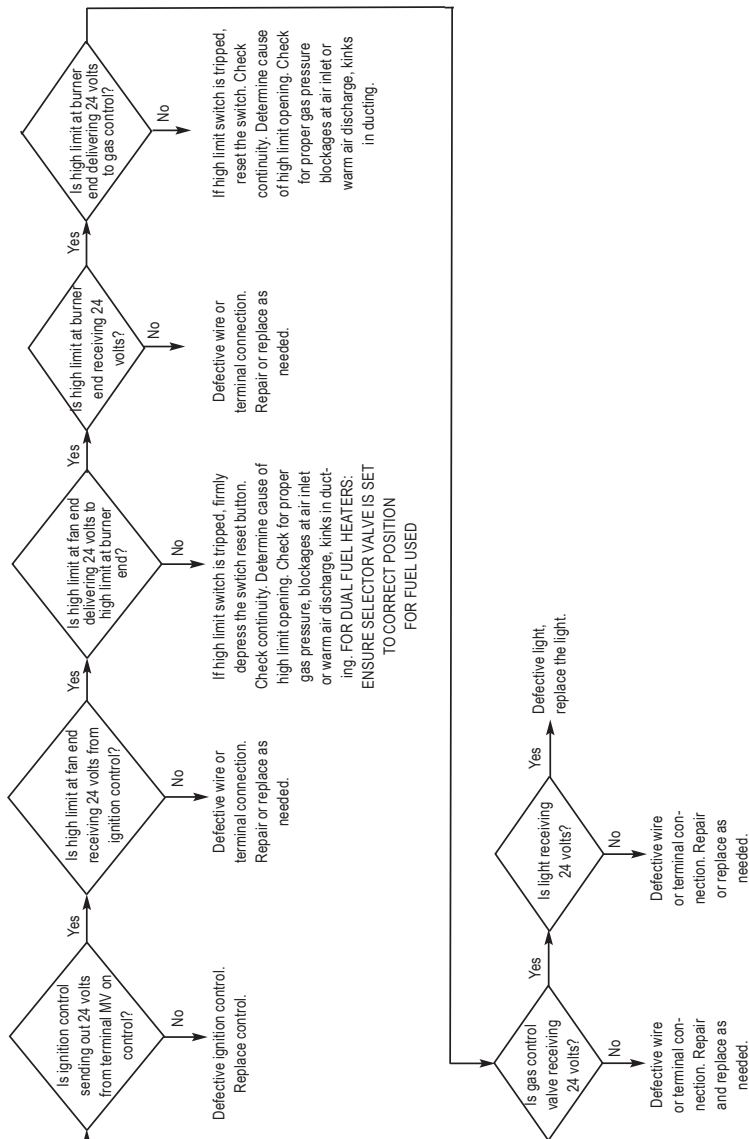 Is ignition control
sending out 24 volts
from terminal MV on
control?
Yes
No
Defective ignition control.
Replace control.
Is high limit at fan end
receiving 24 volts from
ignition control?
Yes
No
Defective wire or
terminal connection.
Repair or replace as
needed.
Is high limit at fan end
delivering 24 volts to
high limit at burner
end?
Yes
No
If high limit switch is tripped, firmly
depress the swtich reset button.
Check continuity. Determine cause of
high limit opening. Check for proper
gas pressure, blockages at air inlet
or warm air discharge, kinks in duct-
ing. FOR DUAL FUEL HEATERS:
ENSURE SELECTOR VALVE IS SET
TO CORRECT POSITION
FOR FUEL USED
Is high limit at burner
end receiving 24
volts?
Yes
No
Defective wire or
terminal connection.
Repair or replace as
needed.
Is high limit at burner
end delivering 24 volts
to gas control?
No
If high limit switch is tripped,
reset the switch. Check
continuity. Determine cause
of high limit opening. Check
for proper gas pressure
blockages at air inlet or
warm air discharge, kinks
in ducting.
Is gas control
valve receiving
24 volts?
Yes
No
Defective wire
or terminal con-
nection. Repair
and replace as
needed.
Is light receiving
24 volts?
Yes
No
Defective wire
or terminal con-
nection. Repair
or replace as
needed.
Defective light,
replace the light.